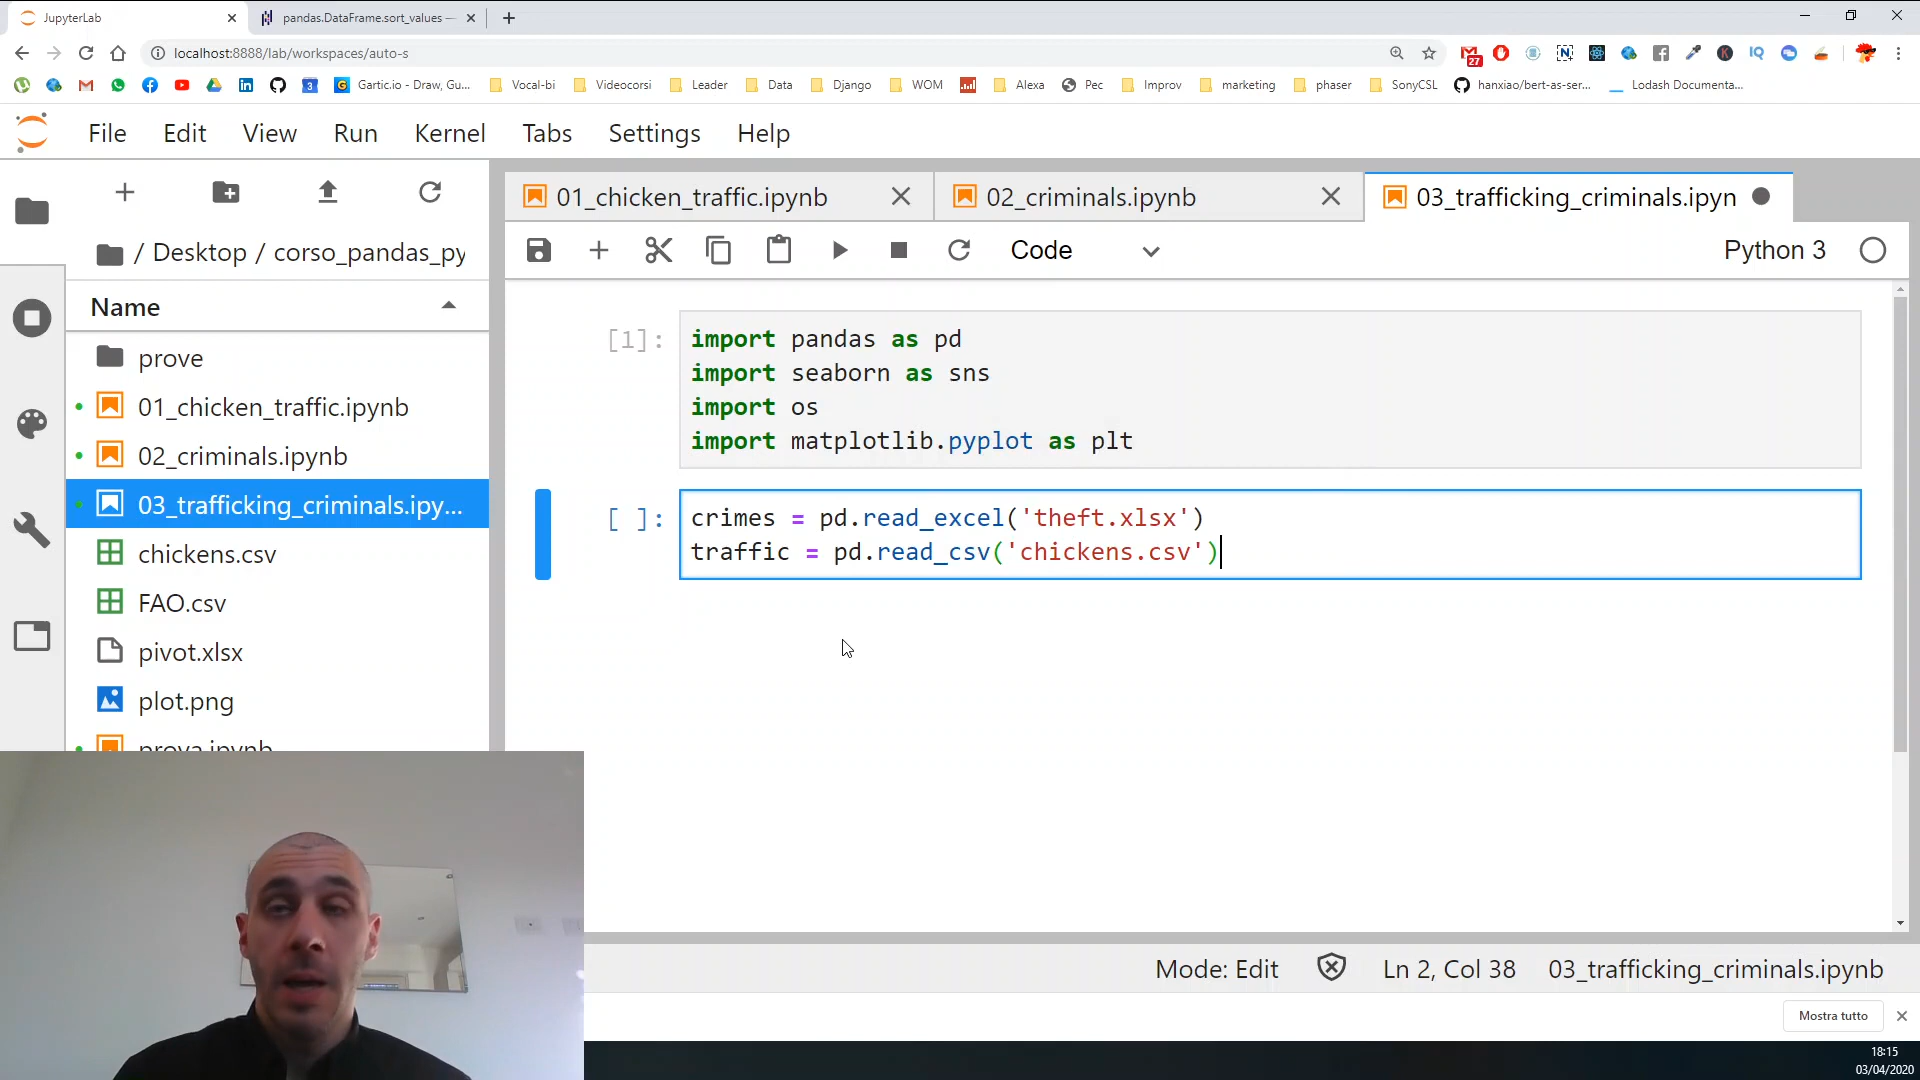 JupyterLab
pandas.DataFrame.sort_values
localhost:8888/lab/workspaces/auto-s
27
3
Gartic.io - Draw, Gu...
Vocal-bi
Videocorsi
Leader
Data
Django
WOM
Alexa
Pec
Improv
marketing
phaser
SonyCSL
hanxiao/bert-as-ser...
Lodash Documenta...
File
Edit
View
Run
Kernel
Tabs
Settings
Help
/ Desktop / corso_pandas_py
Name
prove
01_chicken_traffic.ipynb
02_criminals.ipynb
03_trafficking_criminals.ipy...
chickens.csv
FAO.csv
pivot.xlsx
plot.png
prova.ipynb
01_chicken_traffic.ipynb
02_criminals.ipynb
03_trafficking_criminals.ipyn
Code
Python 3
[1]:
import pandas as pd
import seaborn as sns
import os
import matplotlib.pyplot as plt
[ ]:
crimes = pd.read_excel('theft.xlsx')
traffic = pd.read_csv('chickens.csv')
Mode: Edit
Ln 2, Col 38
03_trafficking_criminals.ipynb
Mostra tutto
18:15
03/04/2020